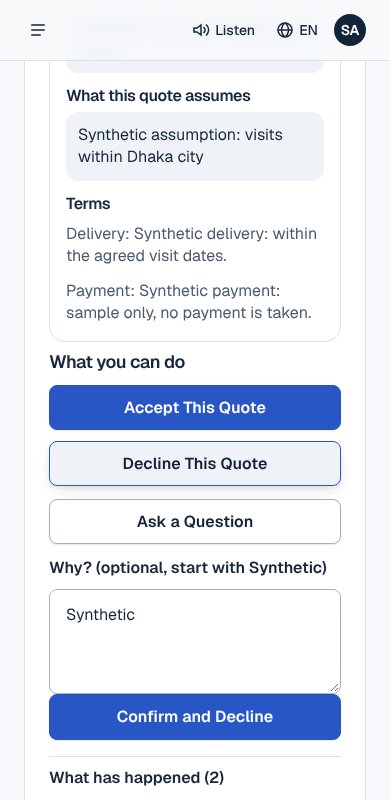 Listen
EN
SA
What this quote assumes
Synthetic assumption: visits
within Dhaka city
Terms
Delivery: Synthetic delivery: within
the agreed visit dates.
Payment: Synthetic payment:
sample only, no payment is taken.
What you can do
Accept This Quote
Decline This Quote
Ask a Question
Why? (optional, start with Synthetic)
Synthetic
Confirm and Decline
What has happened (2)